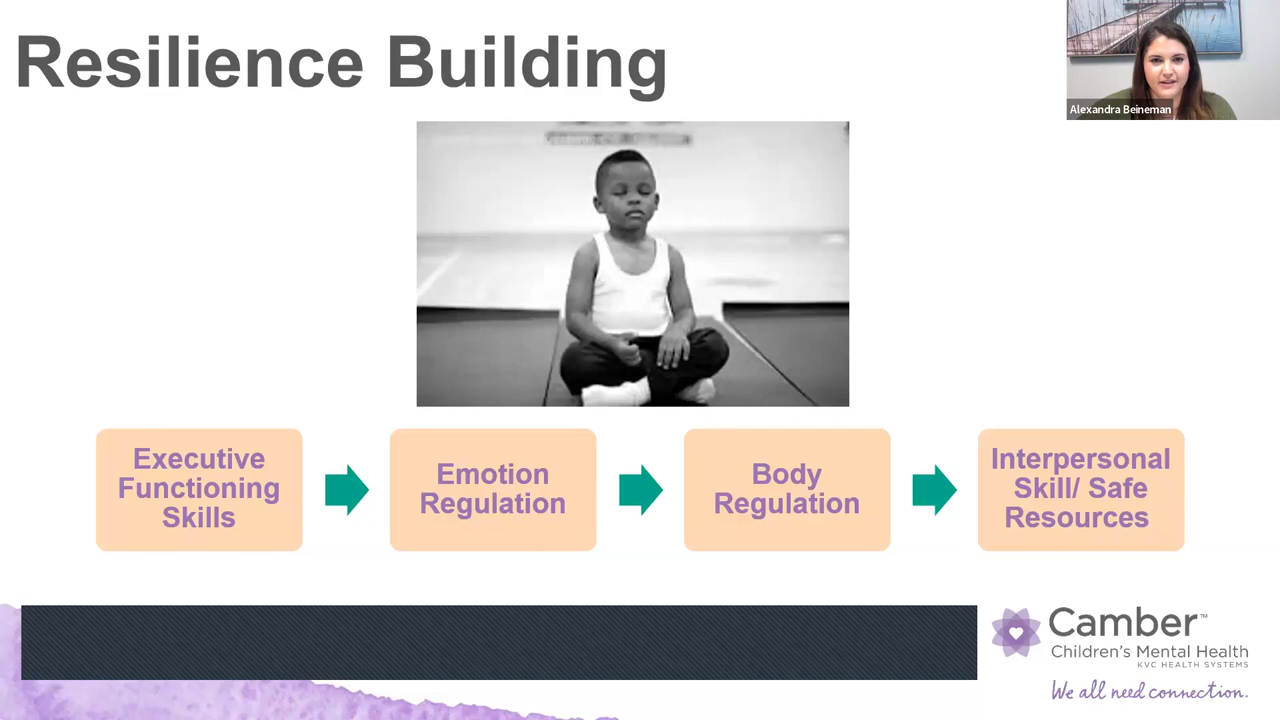 Resilience Building
Alexandra Beineman
Executive
Functioning
Skills
Emotion
Regulation
Body
Regulation
Interpersonal
Skill/ Safe
Resources
Camber™
Children's Mental Health
KVC HEALTH SYSTEMS
We all need connection.